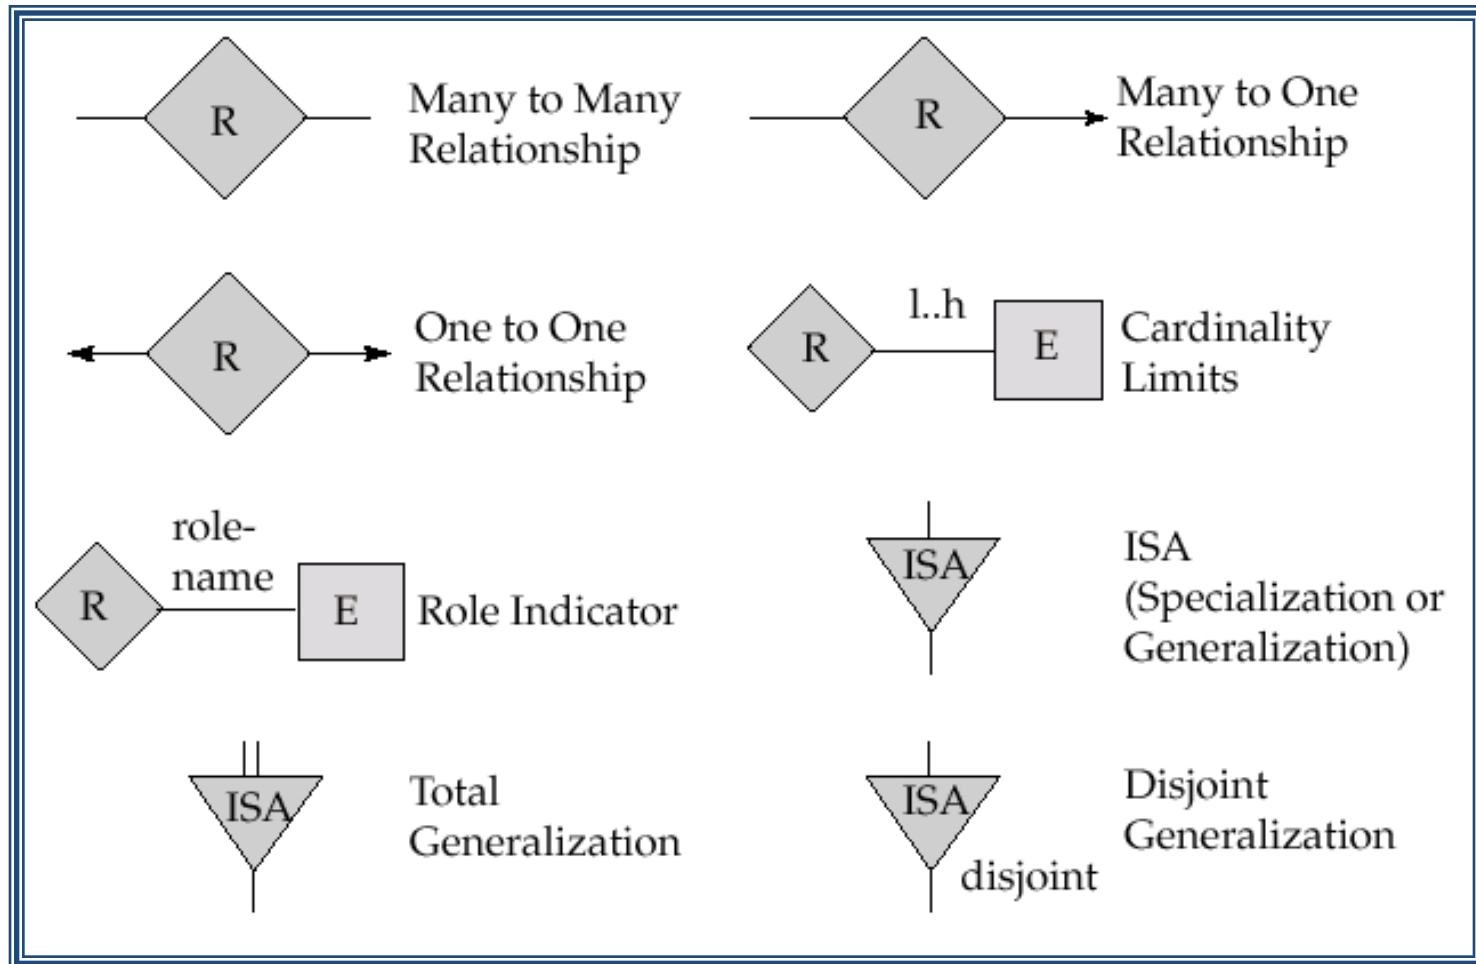 R
Many to Many
Relationship
R
Many to One
Relationship
R
One to One
Relationship
R
l..h
E
Cardinality
Limits
R
role-
name
E
Role Indicator
ISA
ISA
(Specialization or
Generalization)
ISA
Total
Generalization
ISA
disjoint
Disjoint
Generalization